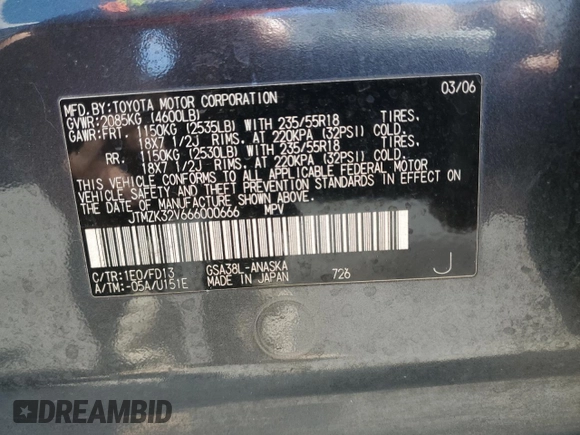 MFD.BY:TOYOTA MOTOR CORPORATION 03/06
GVWR:2085KG (4600LB)
GAWR:FRT. 1150KG (2535LB) WITH 235/55R18 TIRES,
18X7 1/2J RIMS, AT 220KPA (32PSI) COLD.
RR. 1150KG (2530LB) WITH 235/55R18 TIRES,
18X7 1/2J RIMS, AT 220KPA (32PSI) COLD.
THIS VEHICLE CONFORMS TO ALL APPLICABLE FEDERAL MOTOR
VEHICLE SAFETY AND THEFT PREVENTION STANDARDS IN EFFECT ON
THE DATE OF MANUFACTURE SHOWN ABOVE.
JTMZK32V666000666 MPV
C/TR:1E0/FD13 GSA38L-ANASKA
A/TM:-05A/U151E MADE IN JAPAN 726 J
DREAMBID